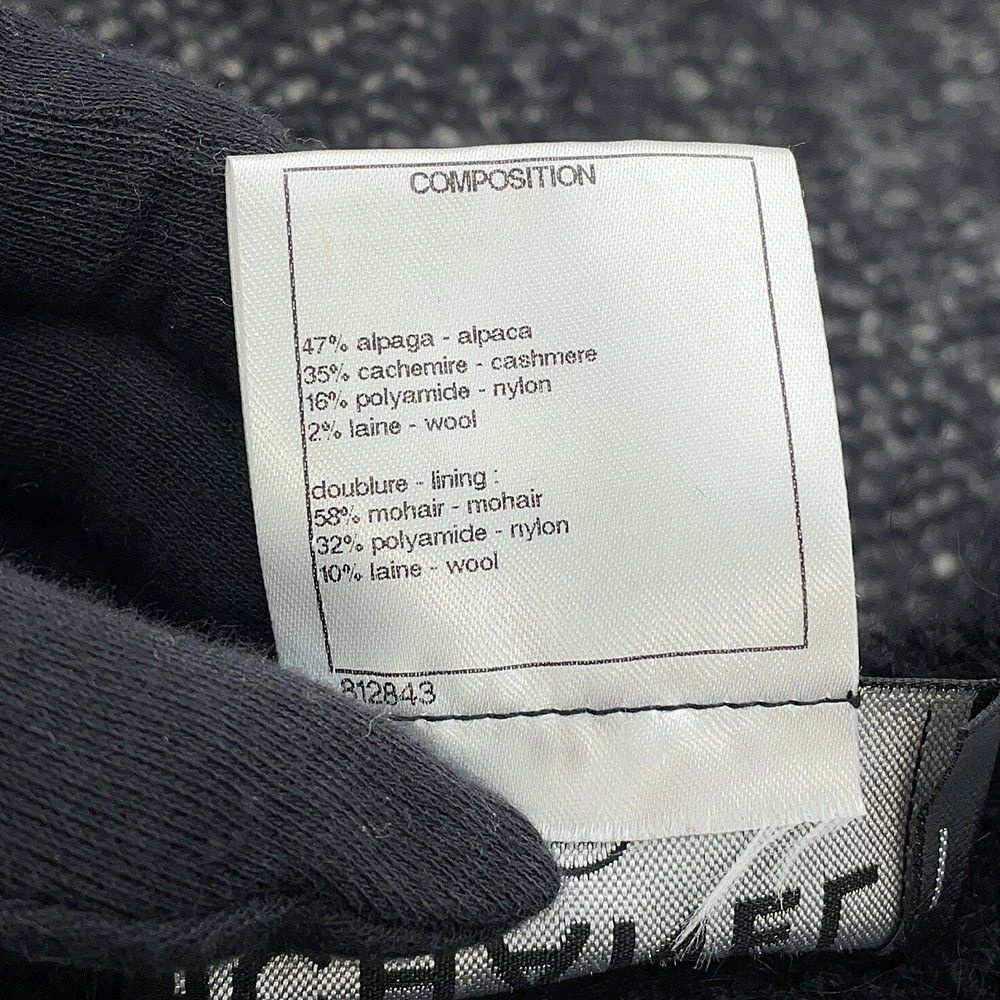 COMPOSITION
47% alpaga - alpaca
35% cachemire - cashmere
16% polyamide - nylon
2% laine - wool
doublure - lining :
58% mohair - mohair
32% polyamide - nylon
10% laine - wool
812843